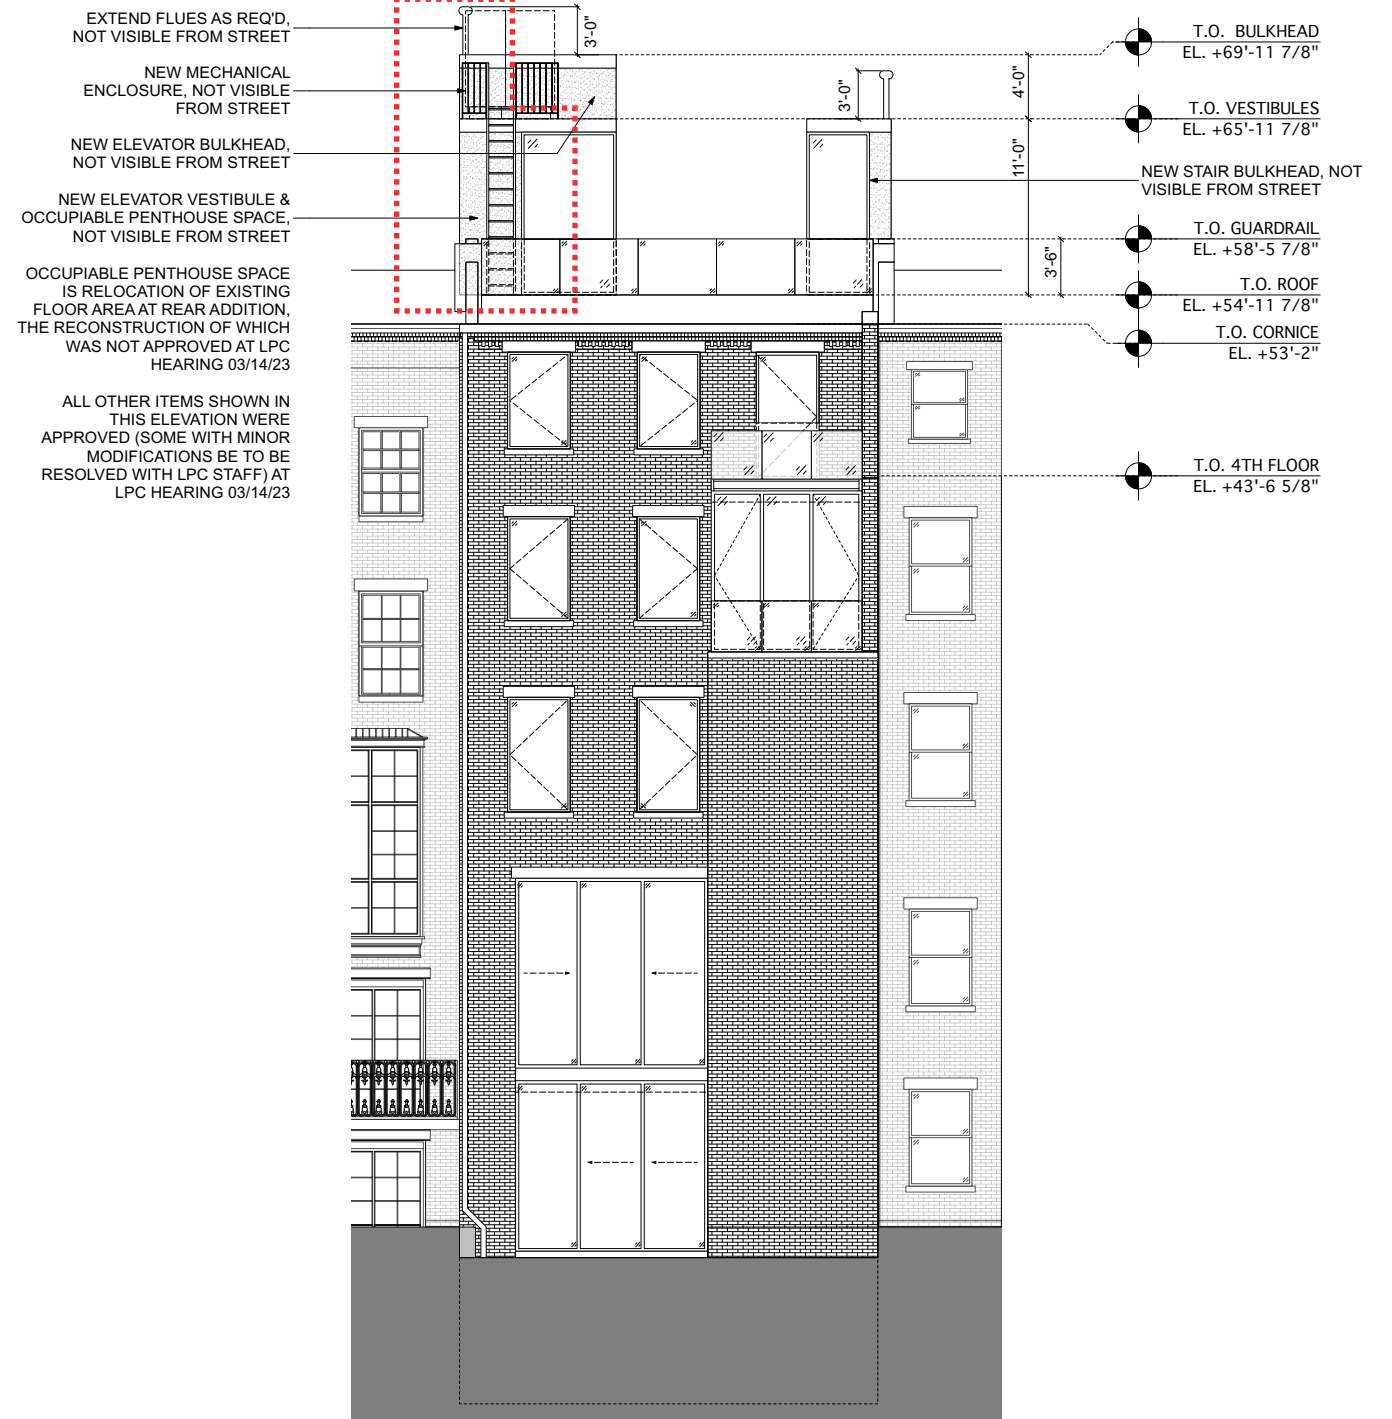 EXTEND FLUES AS REQ'D,
NOT VISIBLE FROM STREET
NEW MECHANICAL
ENCLOSURE, NOT VISIBLE
FROM STREET
NEW ELEVATOR BULKHEAD,
NOT VISIBLE FROM STREET
NEW ELEVATOR VESTIBULE &
OCCUPIABLE PENTHOUSE SPACE,
NOT VISIBLE FROM STREET
OCCUPIABLE PENTHOUSE SPACE
IS RELOCATION OF EXISTING
FLOOR AREA AT REAR ADDITION,
THE RECONSTRUCTION OF WHICH
WAS NOT APPROVED AT LPC
HEARING 03/14/23
ALL OTHER ITEMS SHOWN IN
THIS ELEVATION WERE
APPROVED (SOME WITH MINOR
MODIFICATIONS BE TO BE
RESOLVED WITH LPC STAFF) AT
LPC HEARING 03/14/23
3'-0"
3'-0"
4'-0"
11'-0"
3'-6"
T.O. BULKHEAD
EL. +69'-11 7/8"
T.O. VESTIBULES
EL. +65'-11 7/8"
NEW STAIR BULKHEAD, NOT
VISIBLE FROM STREET
T.O. GUARDRAIL
EL. +58'-5 7/8"
T.O. ROOF
EL. +54'-11 7/8"
T.O. CORNICE
EL. +53'-2"
T.O. 4TH FLOOR
EL. +43'-6 5/8"